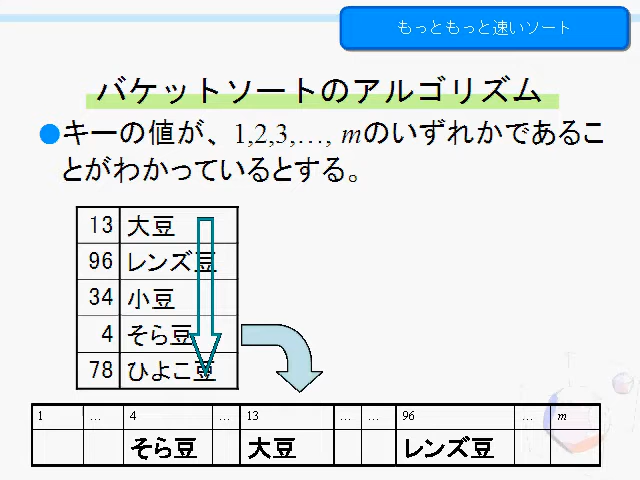 もっともっと速いソート
バケットソートのアルゴリズム
キーの値が、1,2,3,…, mのいずれかであるこ
とがわかっているとする。
13 大豆
96 レンズ豆
34 小豆
4 そら豆
78 ひよこ豆
1 … 4 … 13 … … 96 … m
そら豆 大豆 レンズ豆